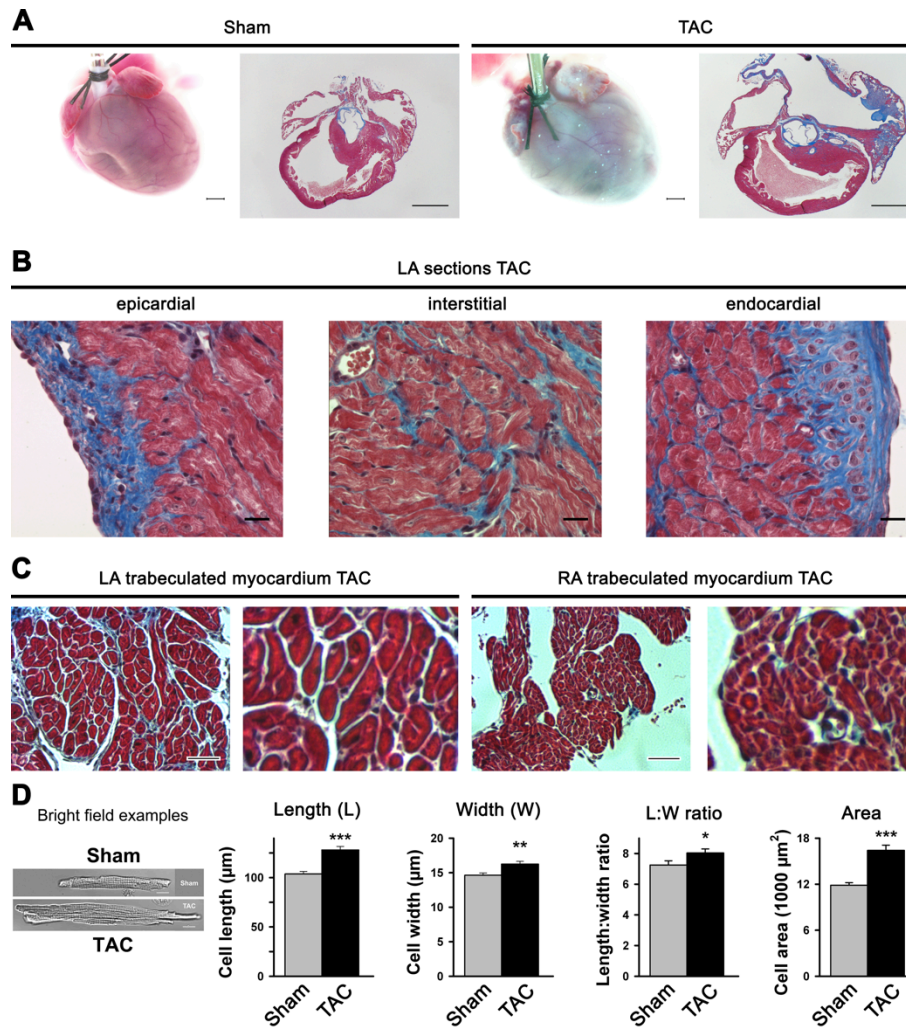 A
Sham
TAC
B
LA sections TAC
epicardial
interstitial
endocardial
C
LA trabeculated myocardium TAC
RA trabeculated myocardium TAC
D
Bright field examples
Sham
Sham
TAC
TAC
Length (L)
***
Cell length (µm)
100
50
0
Sham
TAC
Width (W)
**
Cell width (µm)
20
15
10
5
0
Sham
TAC
L:W ratio
*
Length:width ratio
8
6
4
2
0
Sham
TAC
Area
***
Cell area (1000 µm²)
18
12
6
0
Sham
TAC